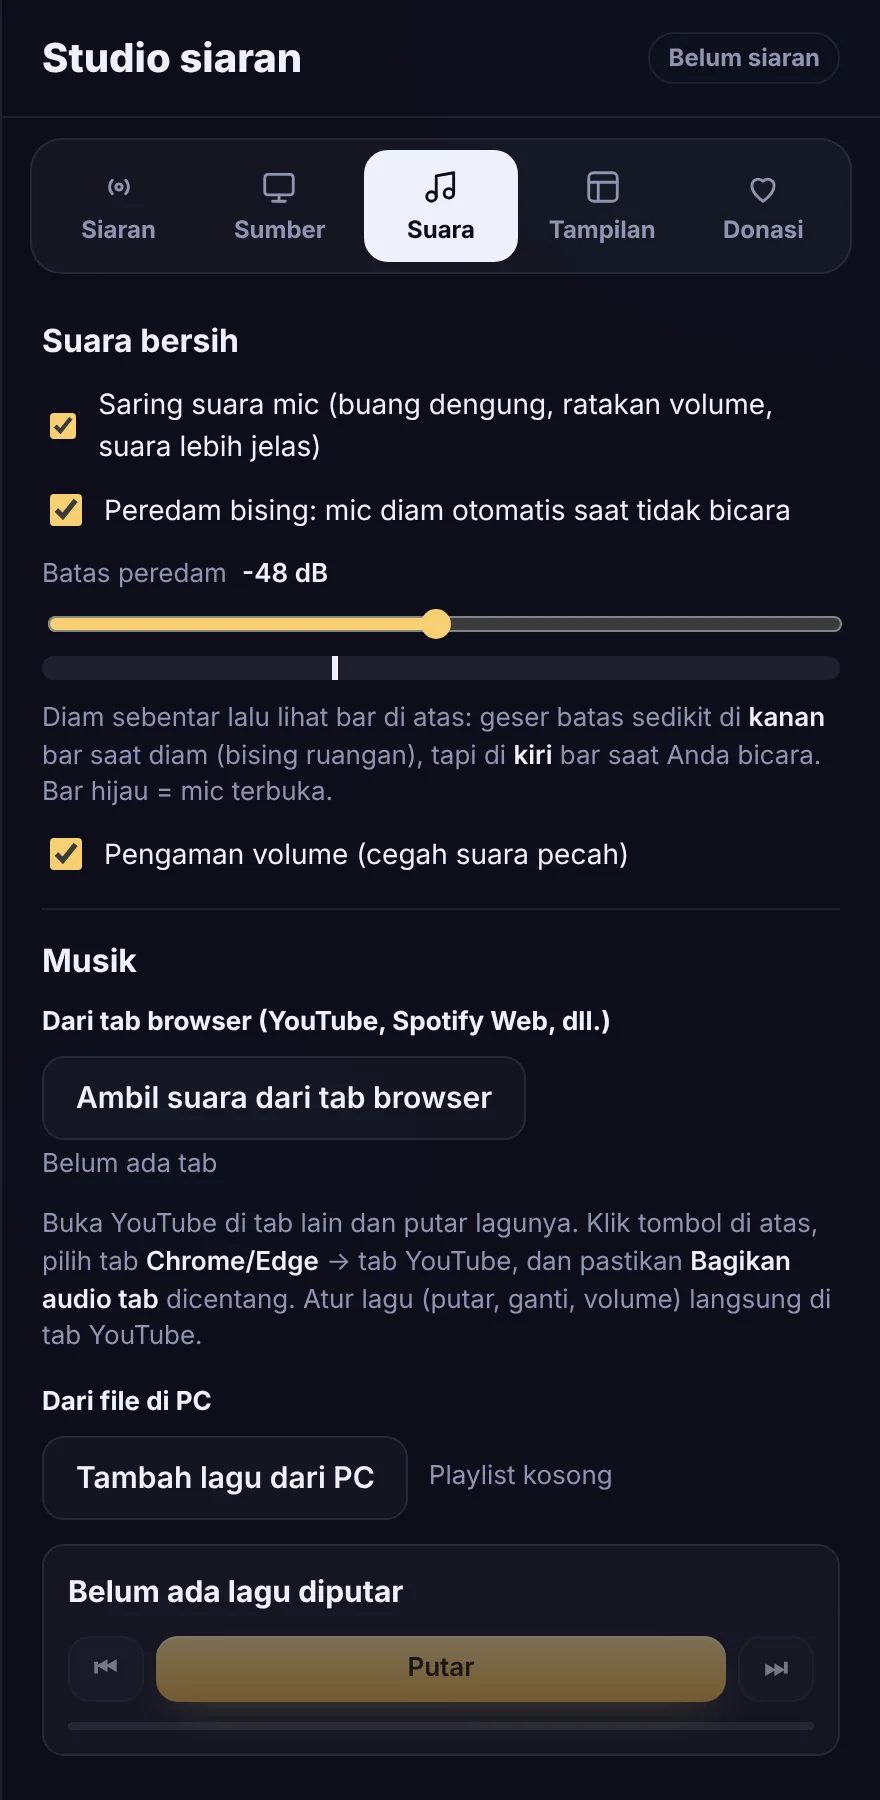 Studio siaran
Belum siaran
Siaran
Sumber
Suara
Tampilan
Donasi
Suara bersih
Saring suara mic (buang dengung, ratakan volume,
suara lebih jelas)
Peredam bising: mic diam otomatis saat tidak bicara
Batas peredam -48 dB
Diam sebentar lalu lihat bar di atas: geser batas sedikit di kanan
bar saat diam (bising ruangan), tapi di kiri bar saat Anda bicara.
Bar hijau = mic terbuka.
Pengaman volume (cegah suara pecah)
Musik
Dari tab browser (YouTube, Spotify Web, dll.)
Ambil suara dari tab browser
Belum ada tab
Buka YouTube di tab lain dan putar lagunya. Klik tombol di atas,
pilih tab Chrome/Edge → tab YouTube, dan pastikan Bagikan
audio tab dicentang. Atur lagu (putar, ganti, volume) langsung di
tab YouTube.
Dari file di PC
Tambah lagu dari PC
Playlist kosong
Belum ada lagu diputar
Putar